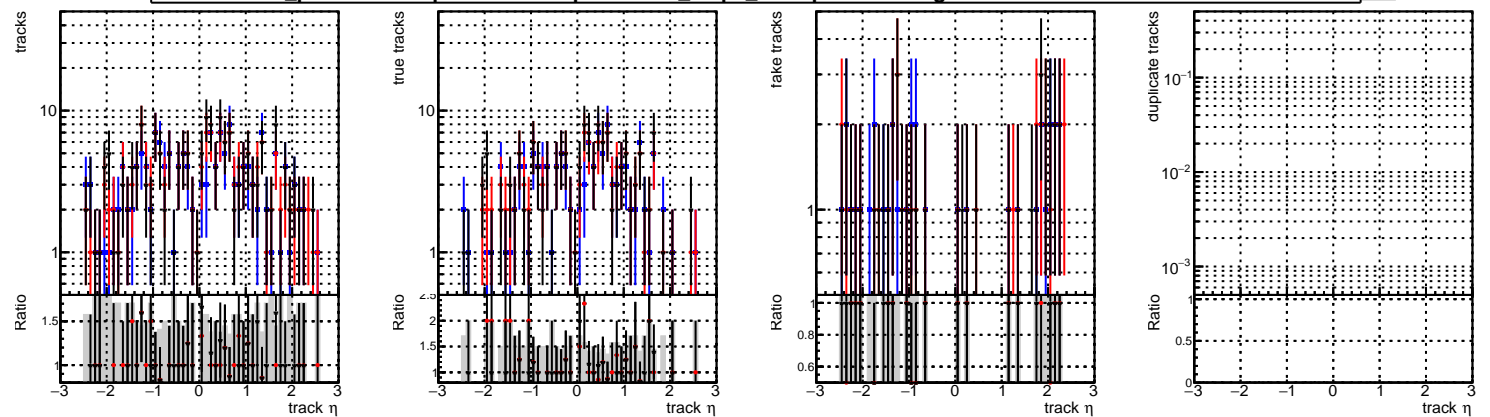 tracks
10
1
Ratio
1.5
1
−3 −2 −1 0 1 2 3
track η
true tracks
10
1
Ratio
2.5
2
1.5
1
−3 −2 −1 0 1 2 3
track η
fake tracks
1
Ratio
1
0.8
0.6
−3 −2 −1 0 1 2 3
track η
duplicate tracks
10−1
10−2
10−3
Ratio
1
0.5
0
−3 −2 −1 0 1 2 3
track η